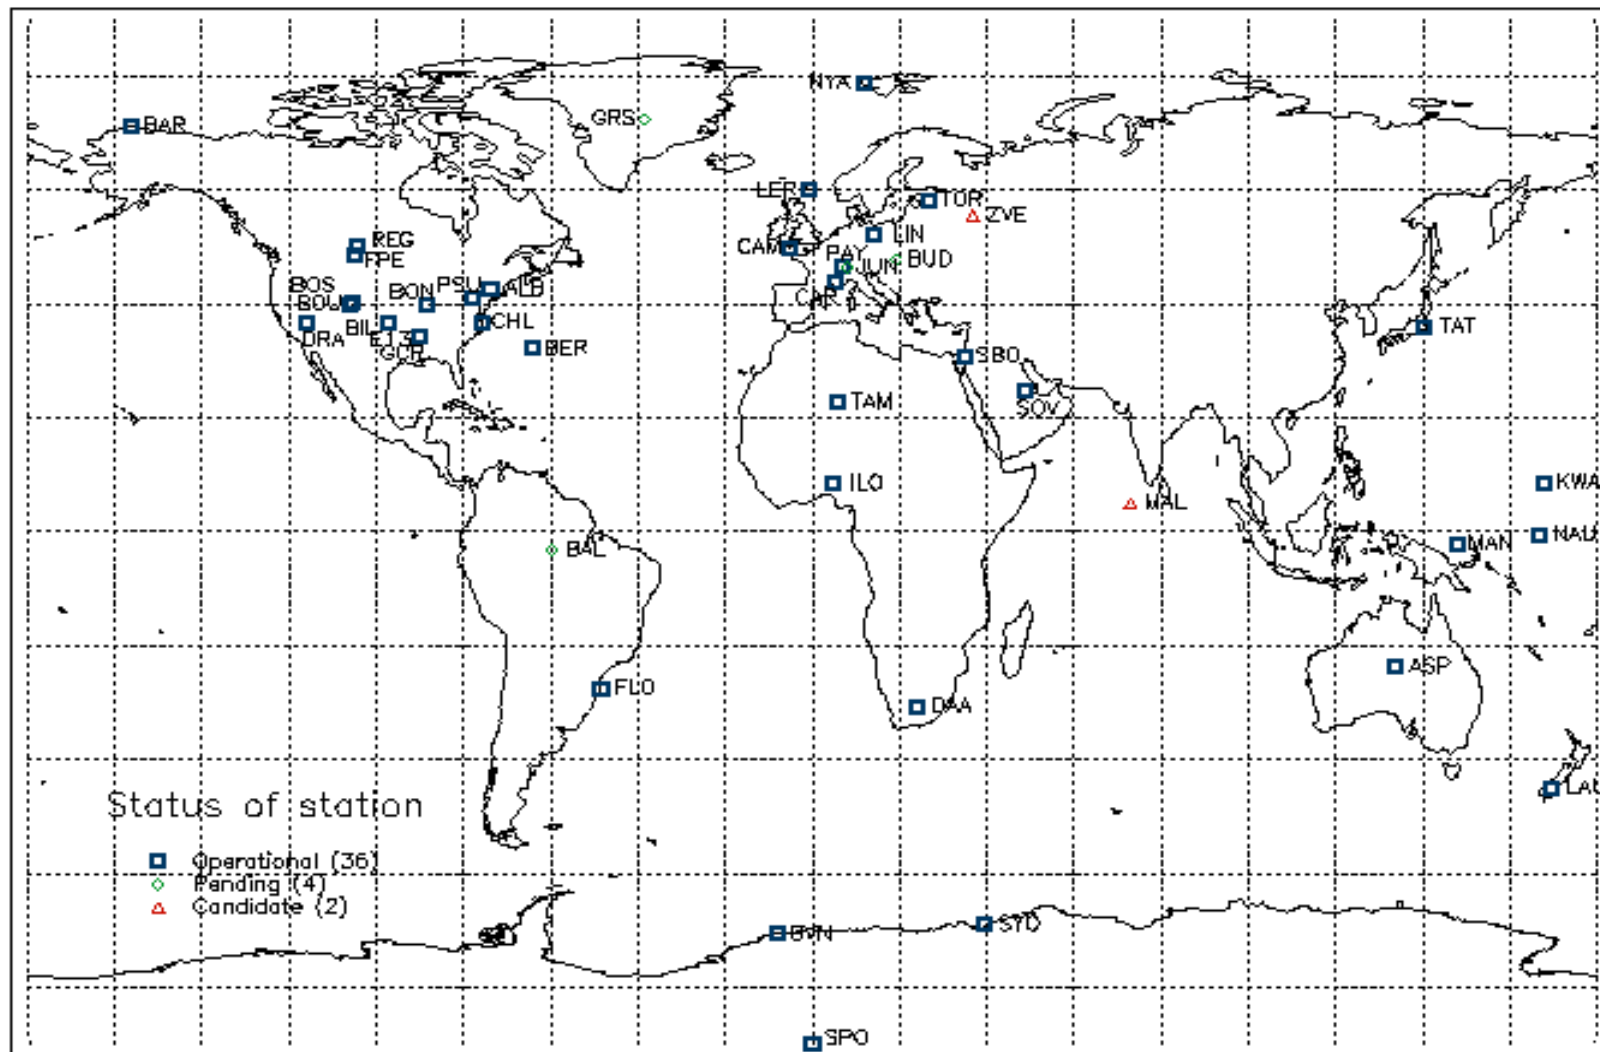 NYA
GRS
BAR
LER
TOR
ZVE
LIN
REG
CAM
PAY
FPE
JUN
BUD
BOS
PSU
ALB
BON
CAR
BOU
BIL
CHL
TAT
DRA
E13
GCR
BER
SBO
TAM
SOV
ILO
KWA
MAL
NAU
MAN
BAL
ASP
FLO
DAA
LAU
Status of station
Operational (36)
Pending (4)
Candidate (2)
GVN
SYO
SPO